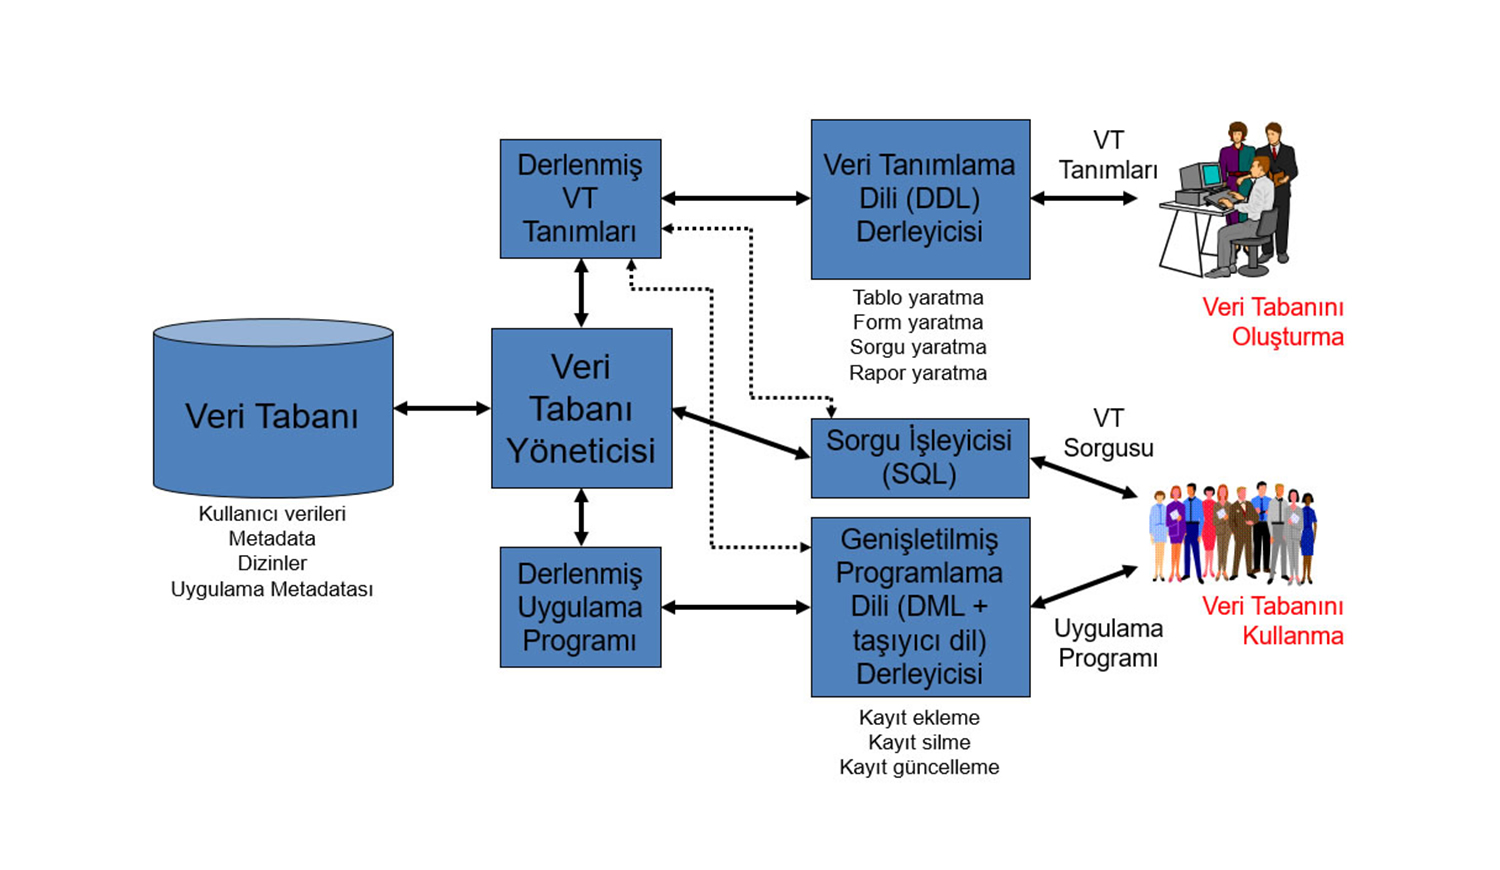 Derlenmiş
VT
Tanımları
Veri Tanımlama
Dili (DDL)
Derleyicisi
VT
Tanımları
Tablo yaratma
Form yaratma
Sorgu yaratma
Rapor yaratma
Veri Tabanını
Oluşturma
Veri Tabanı
Kullanıcı verileri
Metadata
Dizinler
Uygulama Metadatası
Veri
Tabanı
Yöneticisi
Sorgu İşleyicisi
(SQL)
VT
Sorgusu
Derlenmiş
Uygulama
Programı
Genişletilmiş
Programlama
Dili (DML +
taşıyıcı dil)
Derleyicisi
Uygulama
Programı
Veri Tabanını
Kullanma
Kayıt ekleme
Kayıt silme
Kayıt güncelleme